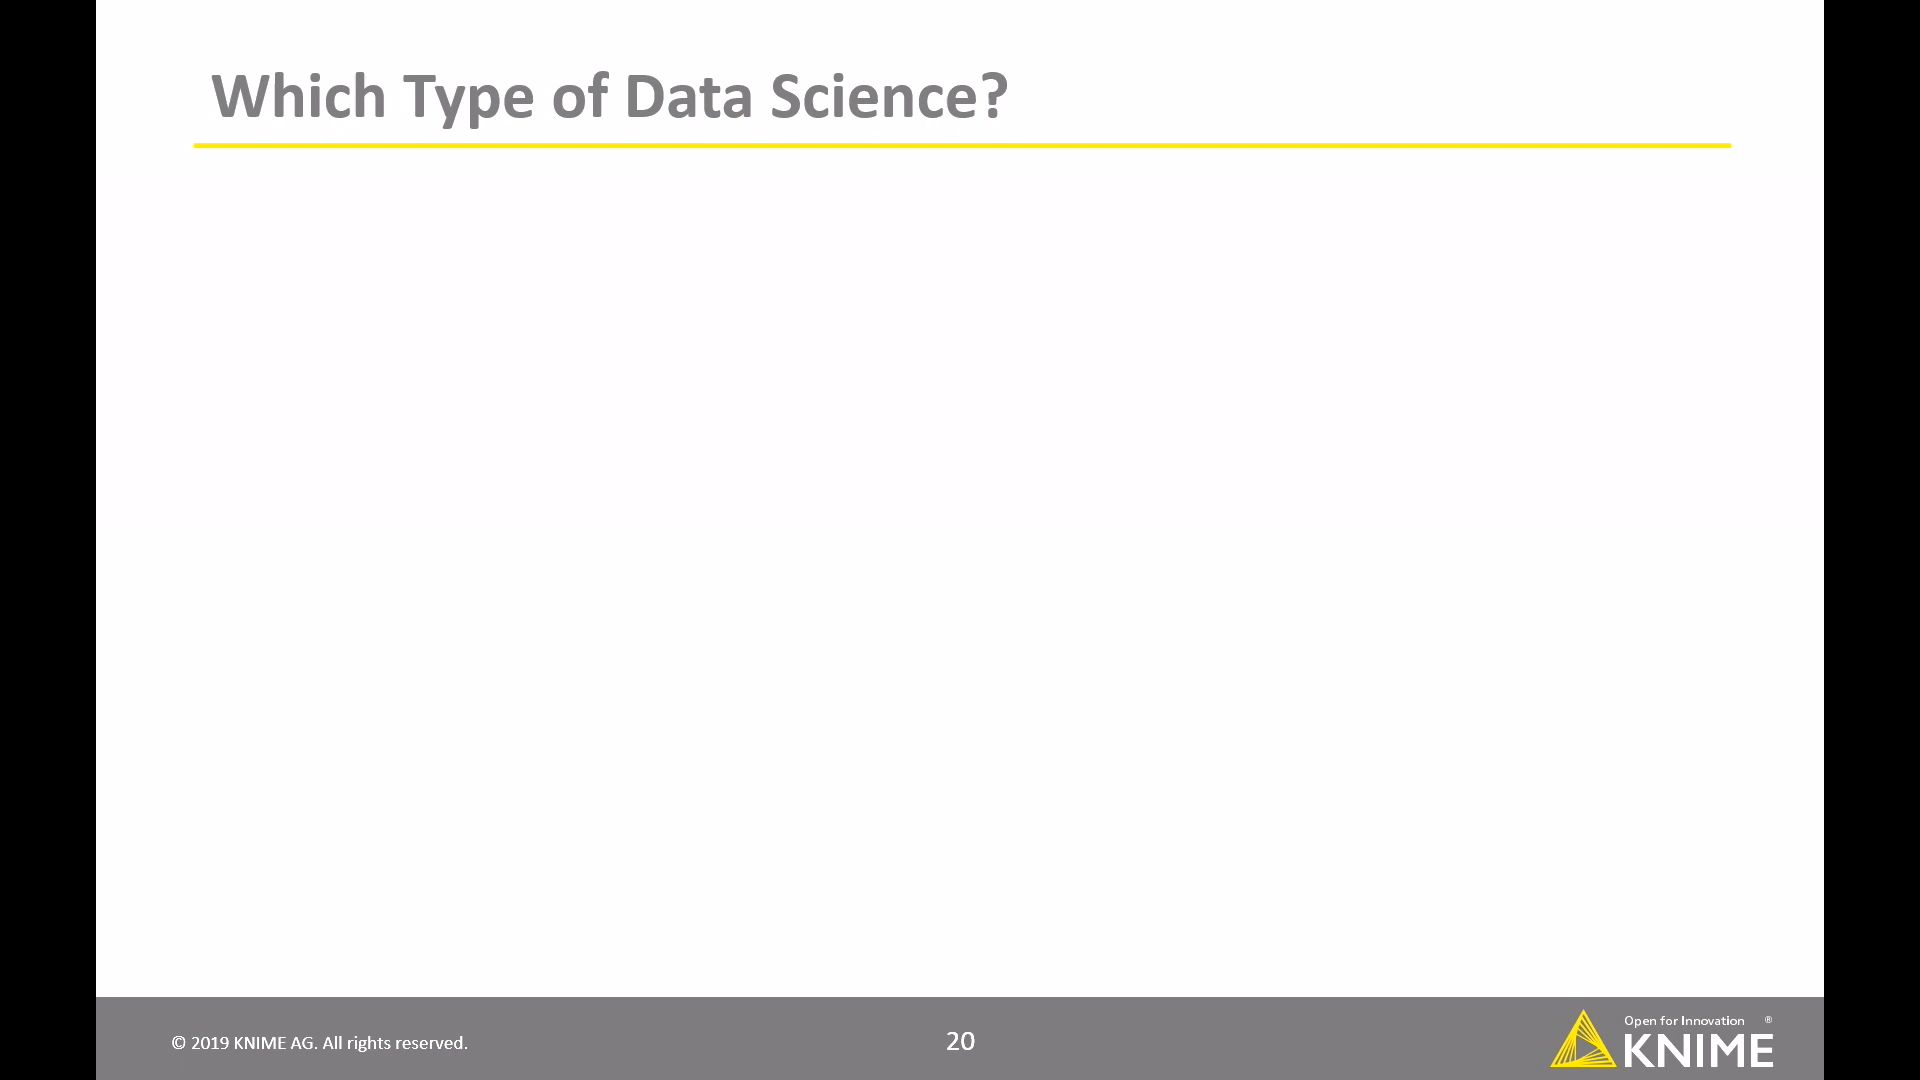 Which Type of Data Science?
© 2019 KNIME AG. All rights reserved.
20
Open for Innovation ®
KNIME